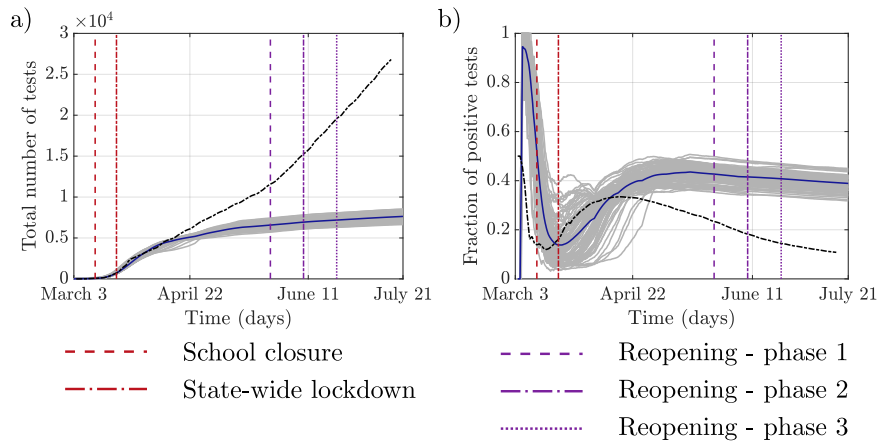 a)
×10^4
3
2.5
2
1.5
1
0.5
0
Total number of tests
March 3 April 22 June 11 July 21
Time (days)
b)
1
0.8
0.6
0.4
0.2
0
Fraction of positive tests
March 3 April 22 June 11 July 21
Time (days)
School closure
State-wide lockdown
Reopening - phase 1
Reopening - phase 2
Reopening - phase 3